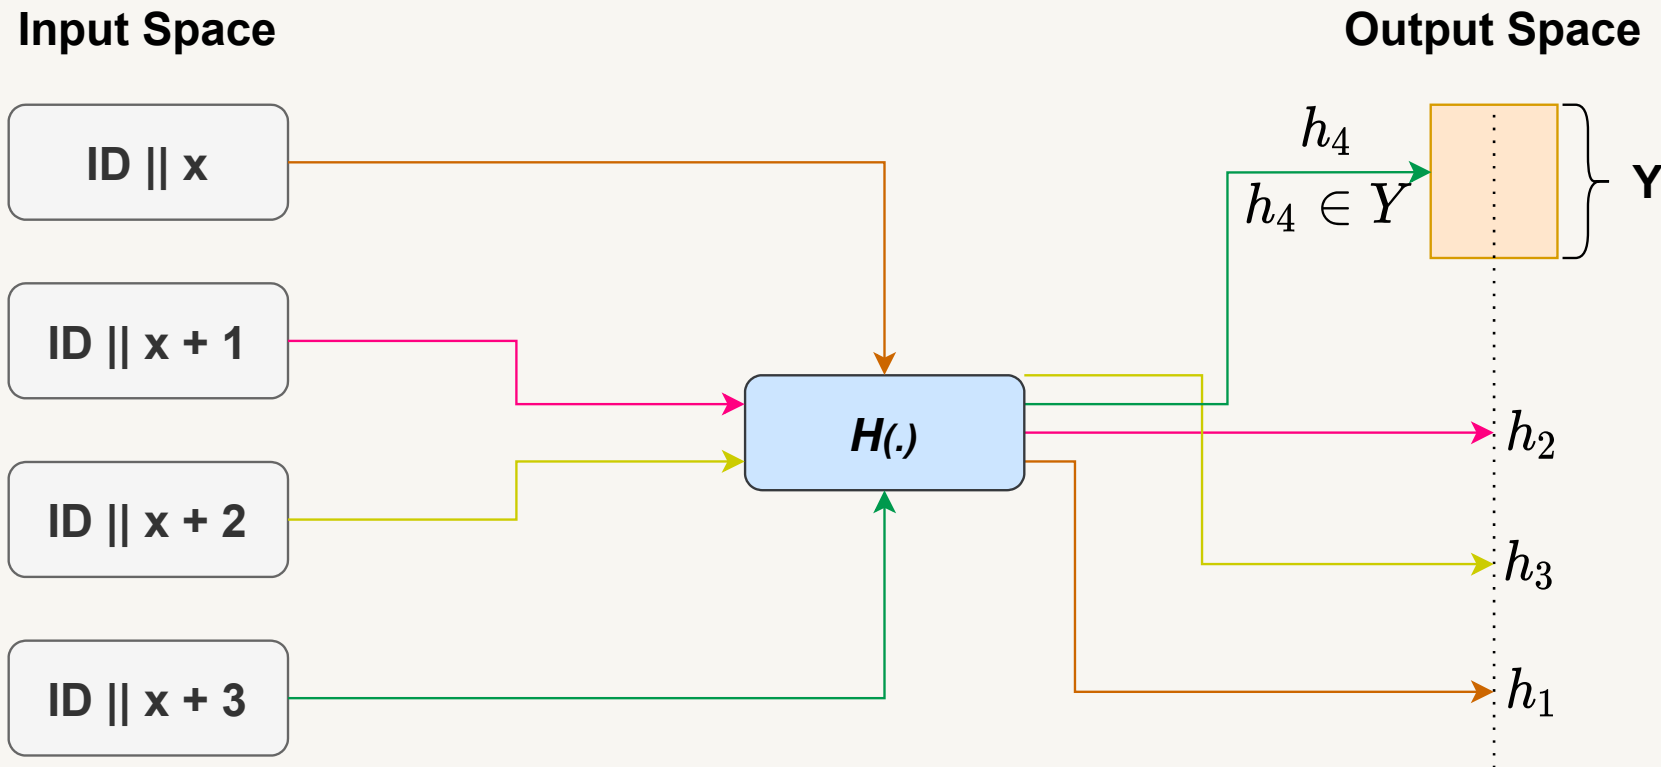 Input Space
Output Space
ID || x
ID || x + 1
ID || x + 2
ID || x + 3
H(.)
h₄
h₄ ∈ Y
Y
h₂
h₃
h₁